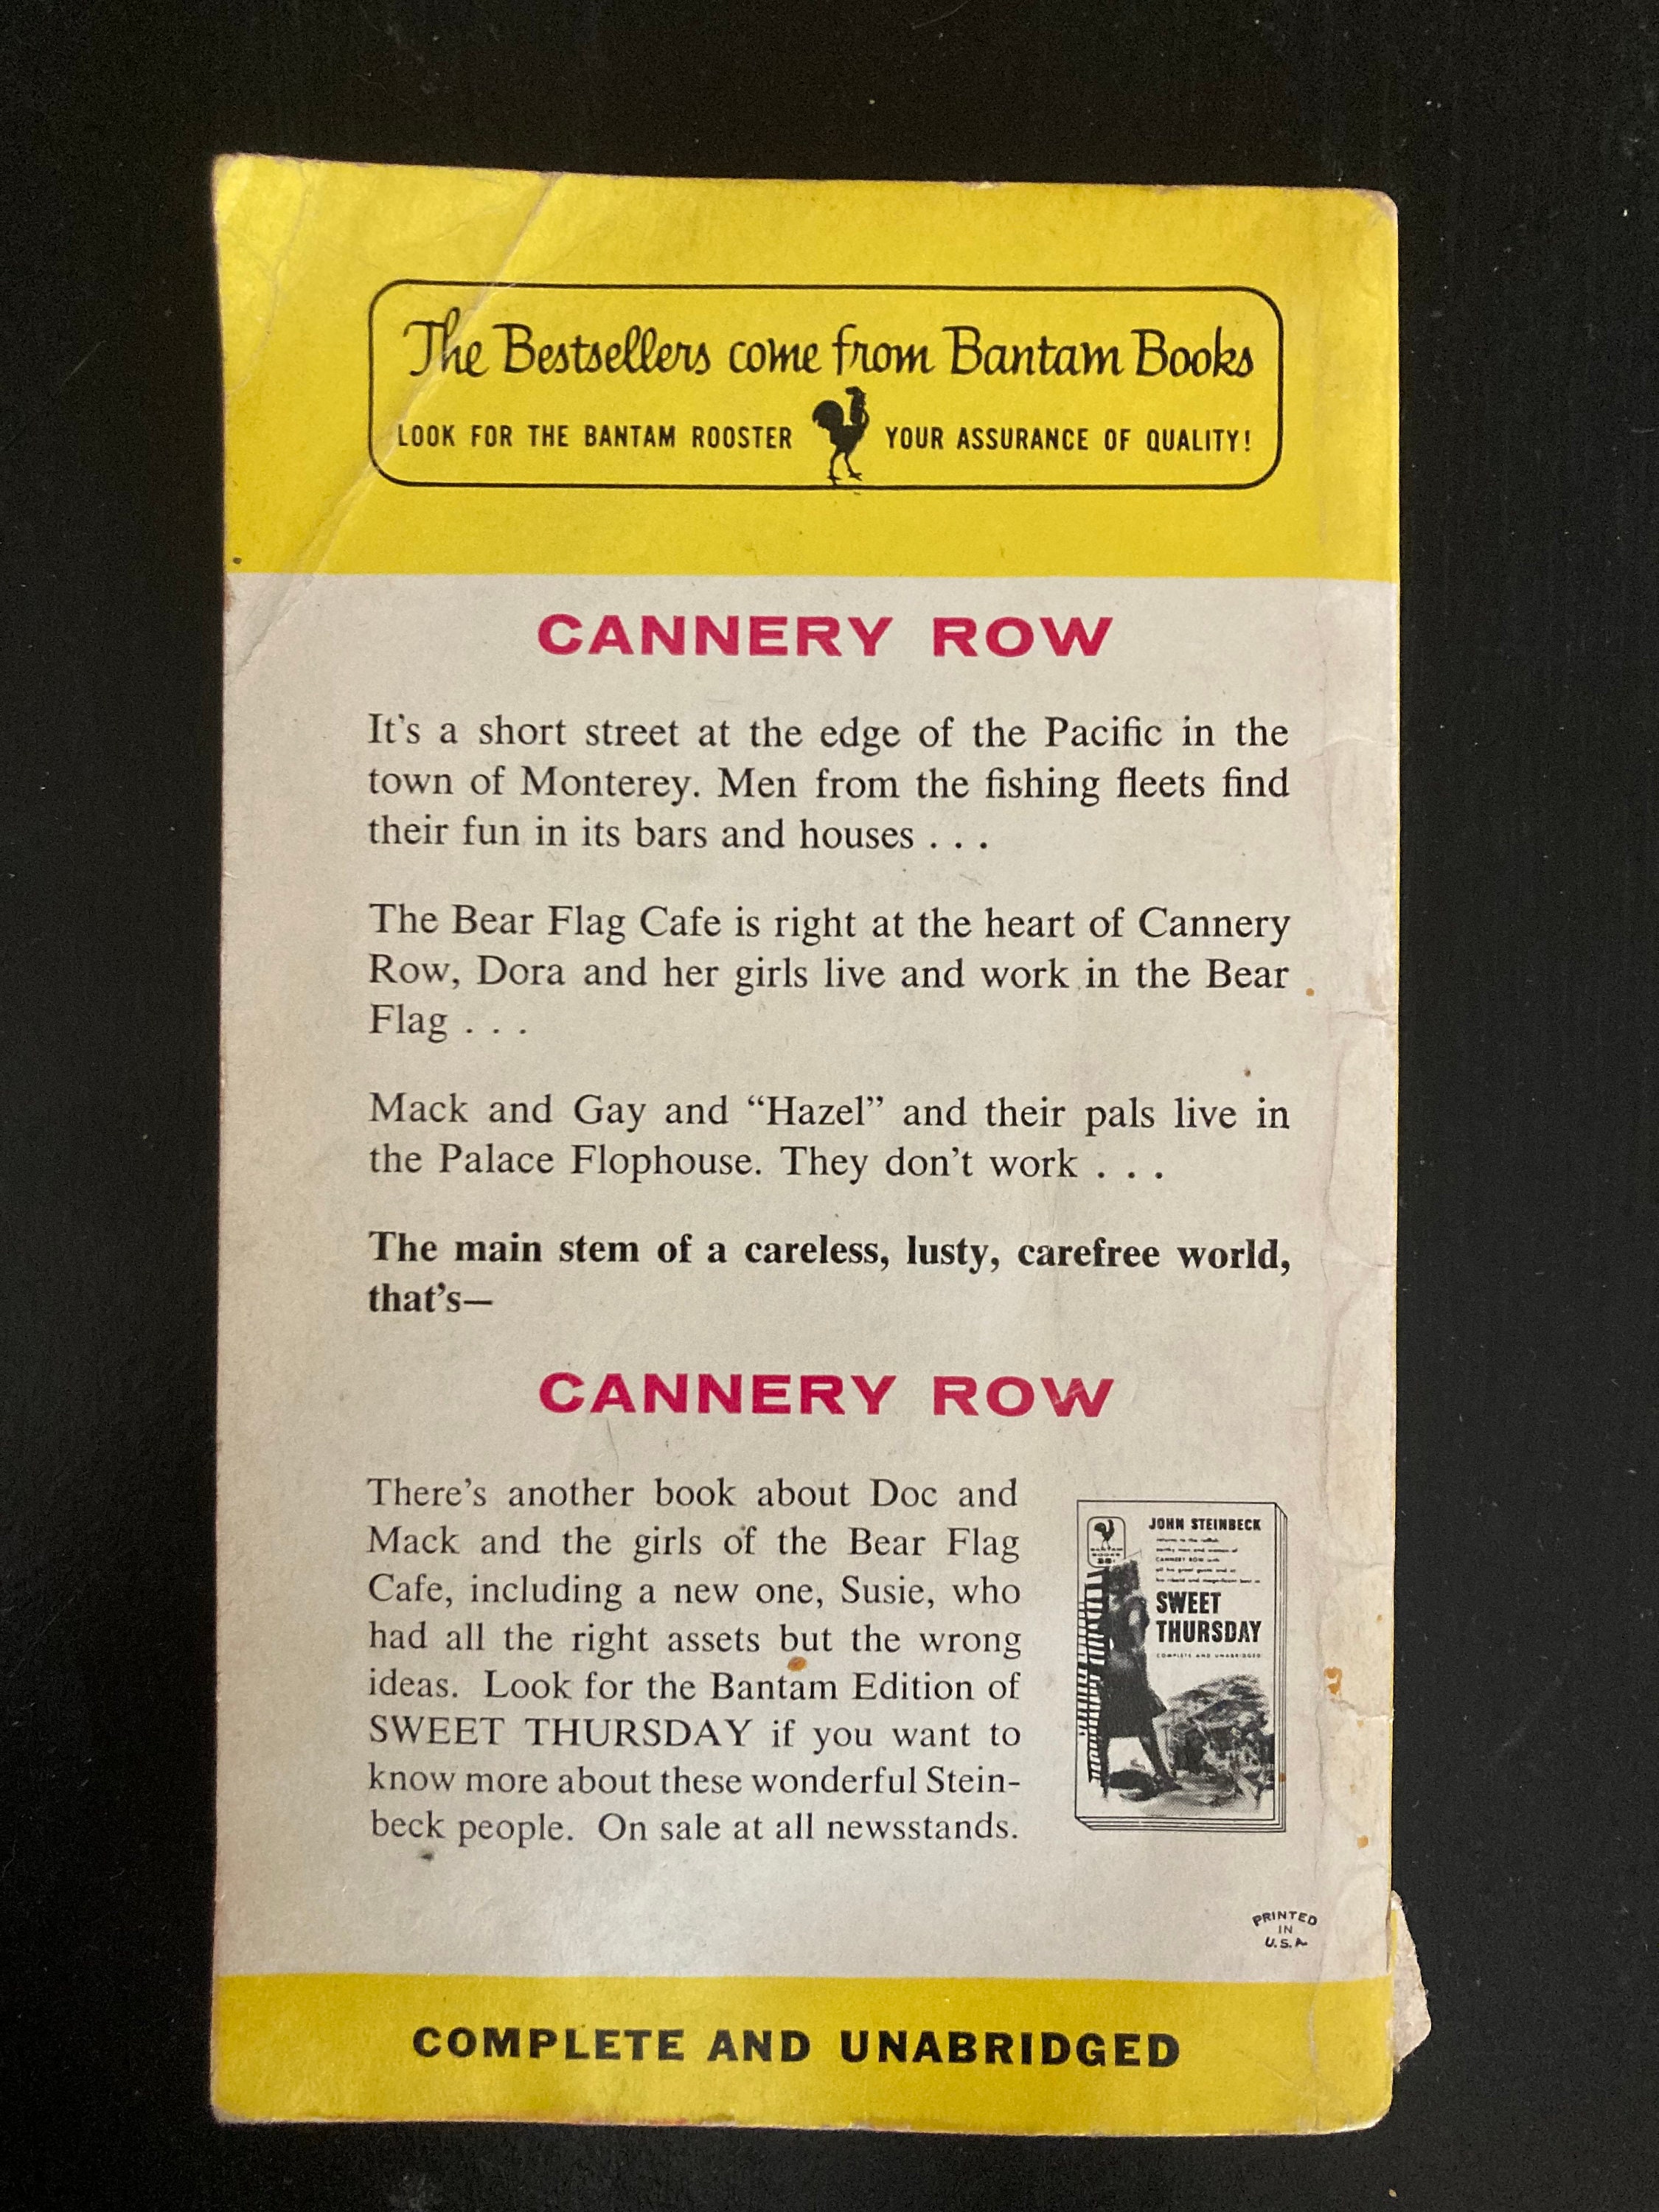 The Bestsellers come from Bantam Books
LOOK FOR THE BANTAM ROOSTER YOUR ASSURANCE OF QUALITY!
CANNERY ROW
It's a short street at the edge of the Pacific in the
town of Monterey. Men from the fishing fleets find
their fun in its bars and houses . . .
The Bear Flag Cafe is right at the heart of Cannery
Row, Dora and her girls live and work in the Bear
Flag . . .
Mack and Gay and “Hazel” and their pals live in
the Palace Flophouse. They don't work . . .
The main stem of a careless, lusty, carefree world,
that's—
CANNERY ROW
There's another book about Doc and
Mack and the girls of the Bear Flag
Cafe, including a new one, Susie, who
had all the right assets but the wrong
ideas. Look for the Bantam Edition of
SWEET THURSDAY if you want to
know more about these wonderful Stein-
beck people. On sale at all newsstands.
JOHN STEINBECK
CANNERY ROW
SWEET
THURSDAY
COMPLETE AND UNABRIDGED
PRINTED
IN
U.S.A
COMPLETE AND UNABRIDGED